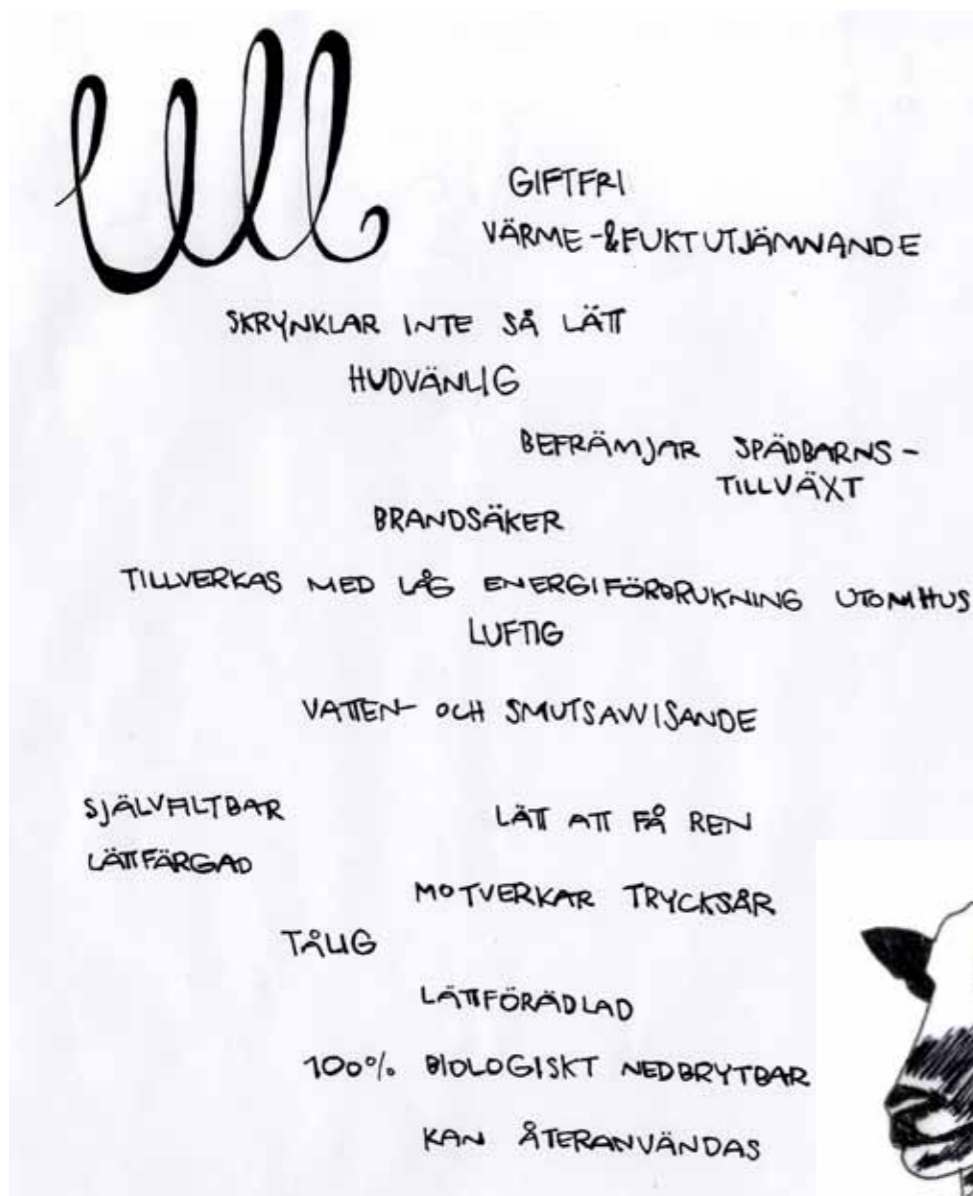 Ull
GIFTFRI
VÄRME-&FUKTUTJÄMNANDE
SKRYNKLAR INTE SÅ LÄTT
HUDVÄNLIG
BEFRÄMJAR SPÄDBARNS-
TILLVÄXT
BRANDSÄKER
TILLVERKAS MED LÅG ENERGIFÖRBRUKNING UTOMHUS
LUFTIG
VATTEN- OCH SMUTSAVVISANDE
SJÄLVFILTBAR
LÄTT ATT FÅ REN
LÄTTFÄRGAD
MOTVERKAR TRYCKSÅR
TÅLIG
LÄTTFÖRÄDLAD
100% BIOLOGISKT NEDBRYTBAR
KAN ÅTERANVÄNDAS